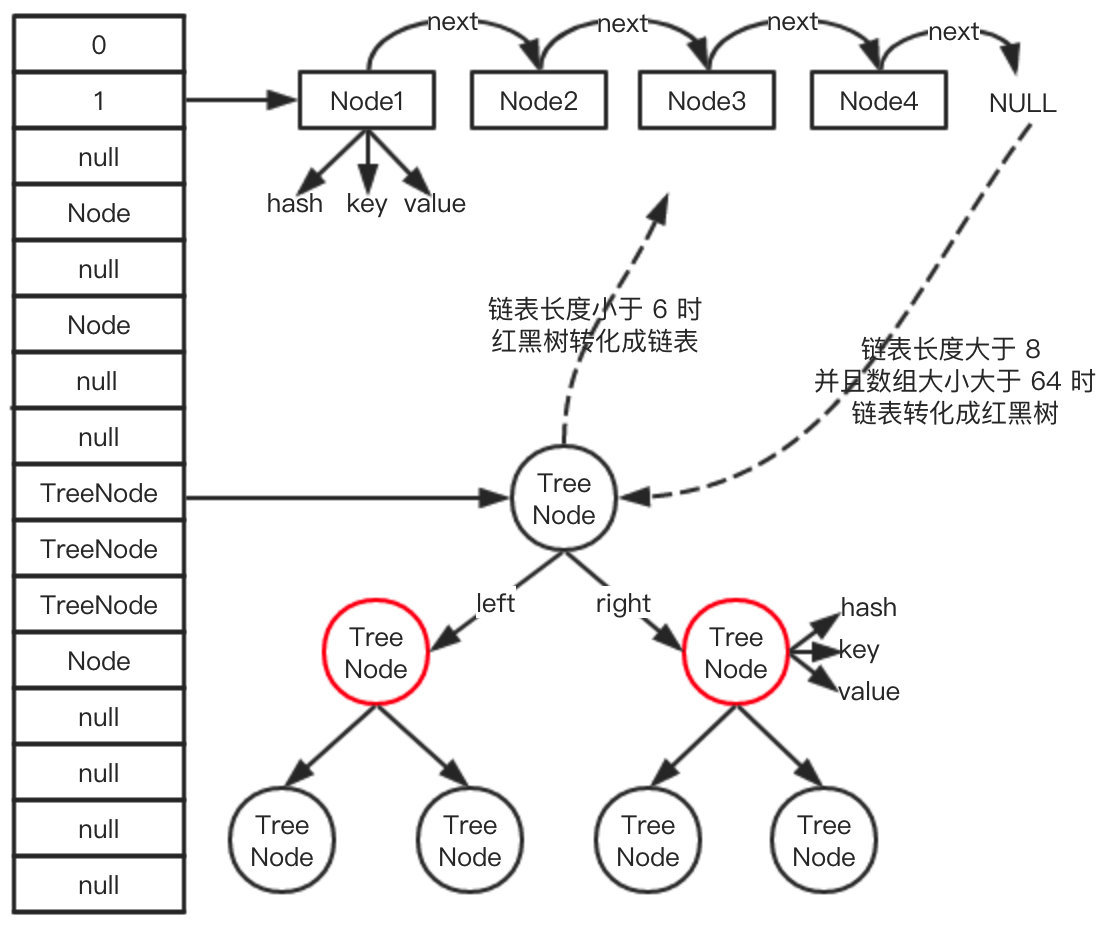 0
1
null
Node
null
Node
null
null
TreeNode
TreeNode
TreeNode
Node
null
null
null
null
next
next
next
next
Node1
Node2
Node3
Node4
NULL
hash
key
value
链表长度小于 6 时
红黑树转化成链表
链表长度大于 8
并且数组大小大于 64 时
链表转化成红黑树
Tree
Node
left
right
Tree
Node
Tree
Node
hash
key
value
Tree
Node
Tree
Node
Tree
Node
Tree
Node